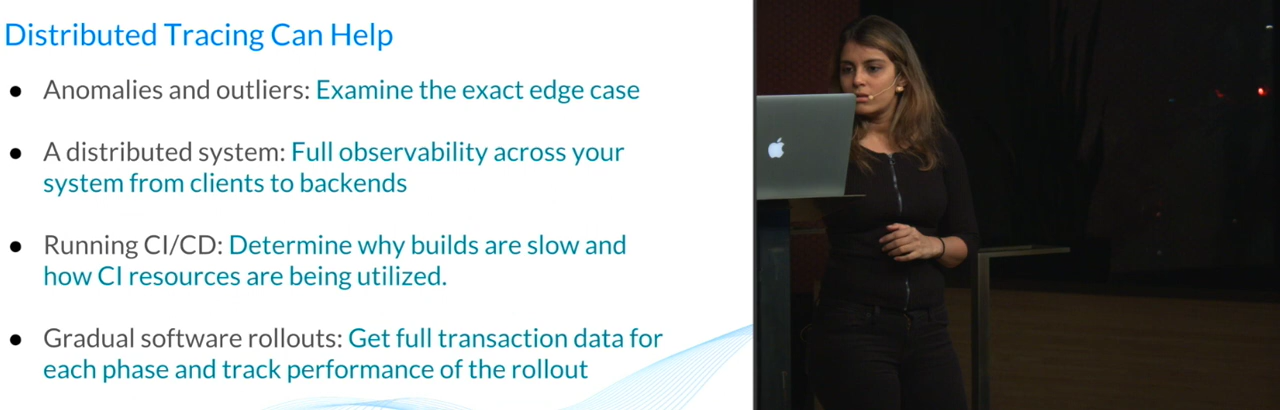 Distributed Tracing Can Help
● Anomalies and outliers: Examine the exact edge case
● A distributed system: Full observability across your
system from clients to backends
● Running CI/CD: Determine why builds are slow and
how CI resources are being utilized.
● Gradual software rollouts: Get full transaction data for
each phase and track performance of the rollout